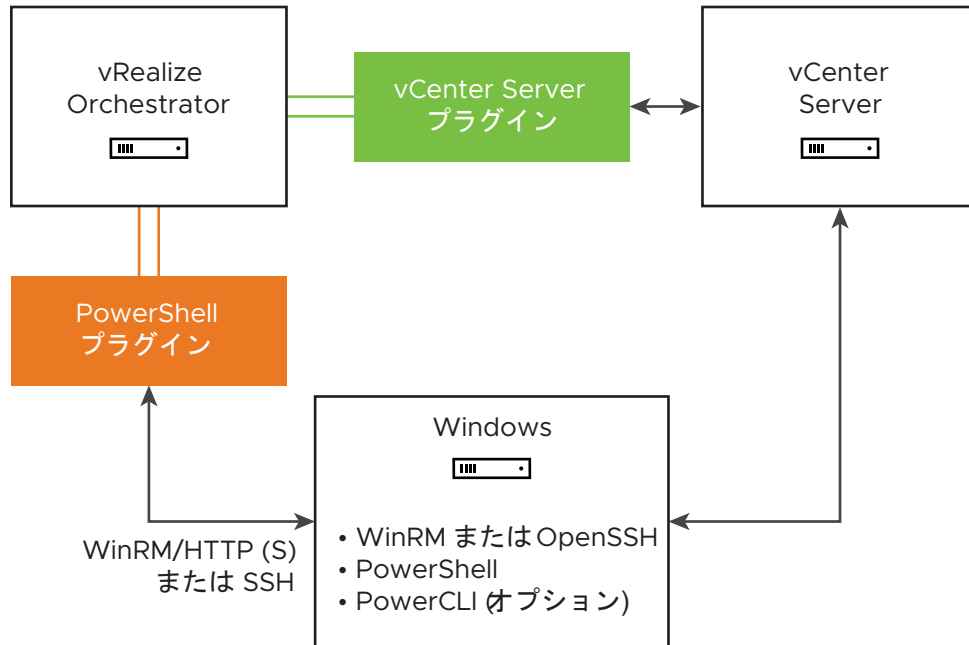 vRealize
Orchestrator
vCenter Server
プラグイン
vCenter
Server
PowerShell
プラグイン
WinRM/HTTP (S)
または SSH
Windows
• WinRM または OpenSSH
• PowerShell
• PowerCLI (オプション)